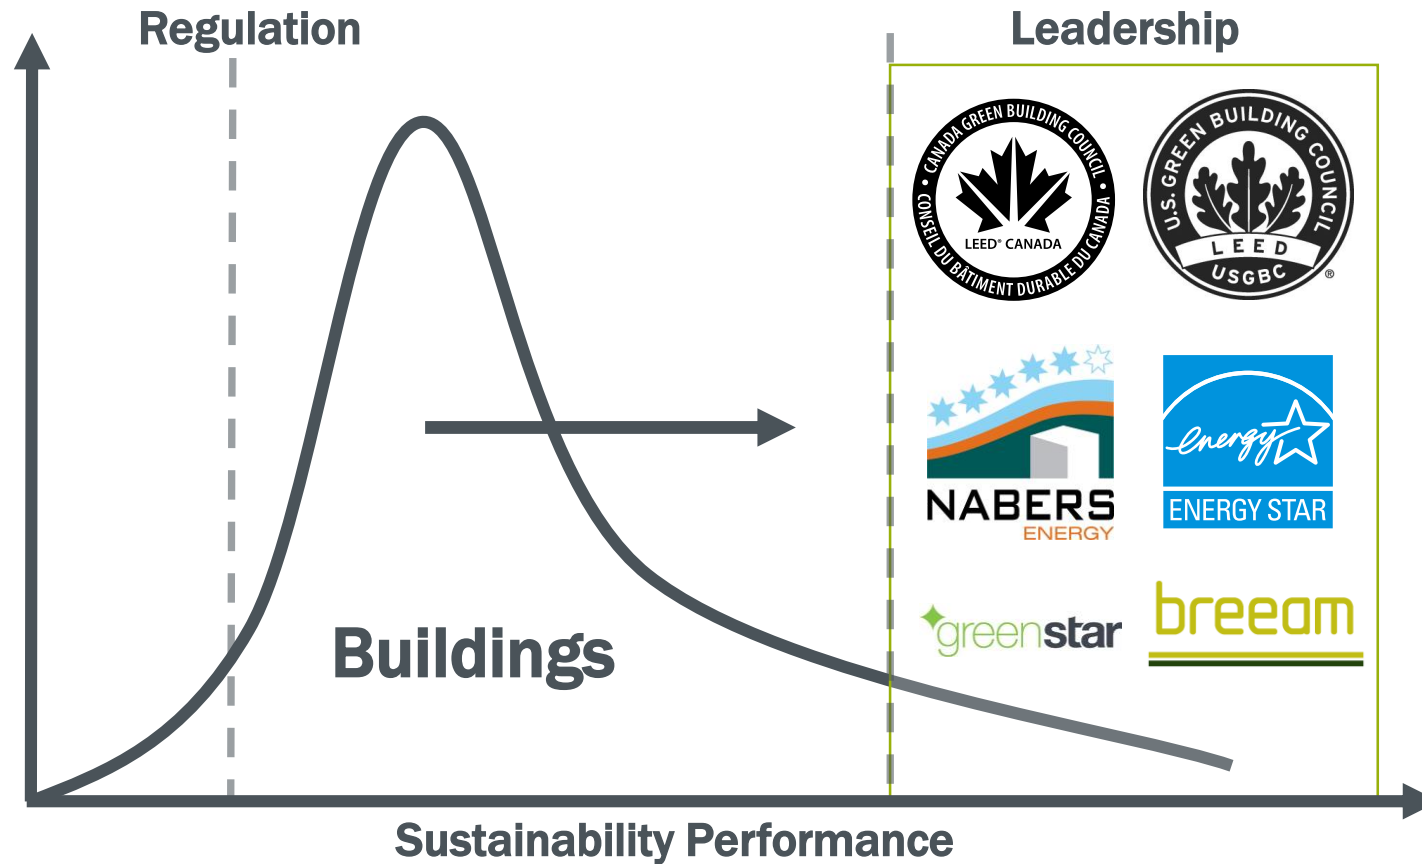 Regulation
Leadership
• CANADA GREEN BUILDING COUNCIL •
LEED® CANADA
CONSEIL DU BÂTIMENT DURABLE DU CANADA
U.S. GREEN BUILDING COUNCIL
LEED
USGBC
®
energy
NABERS
ENERGY
ENERGY STAR
greenstar
breeam
Buildings
Sustainability Performance